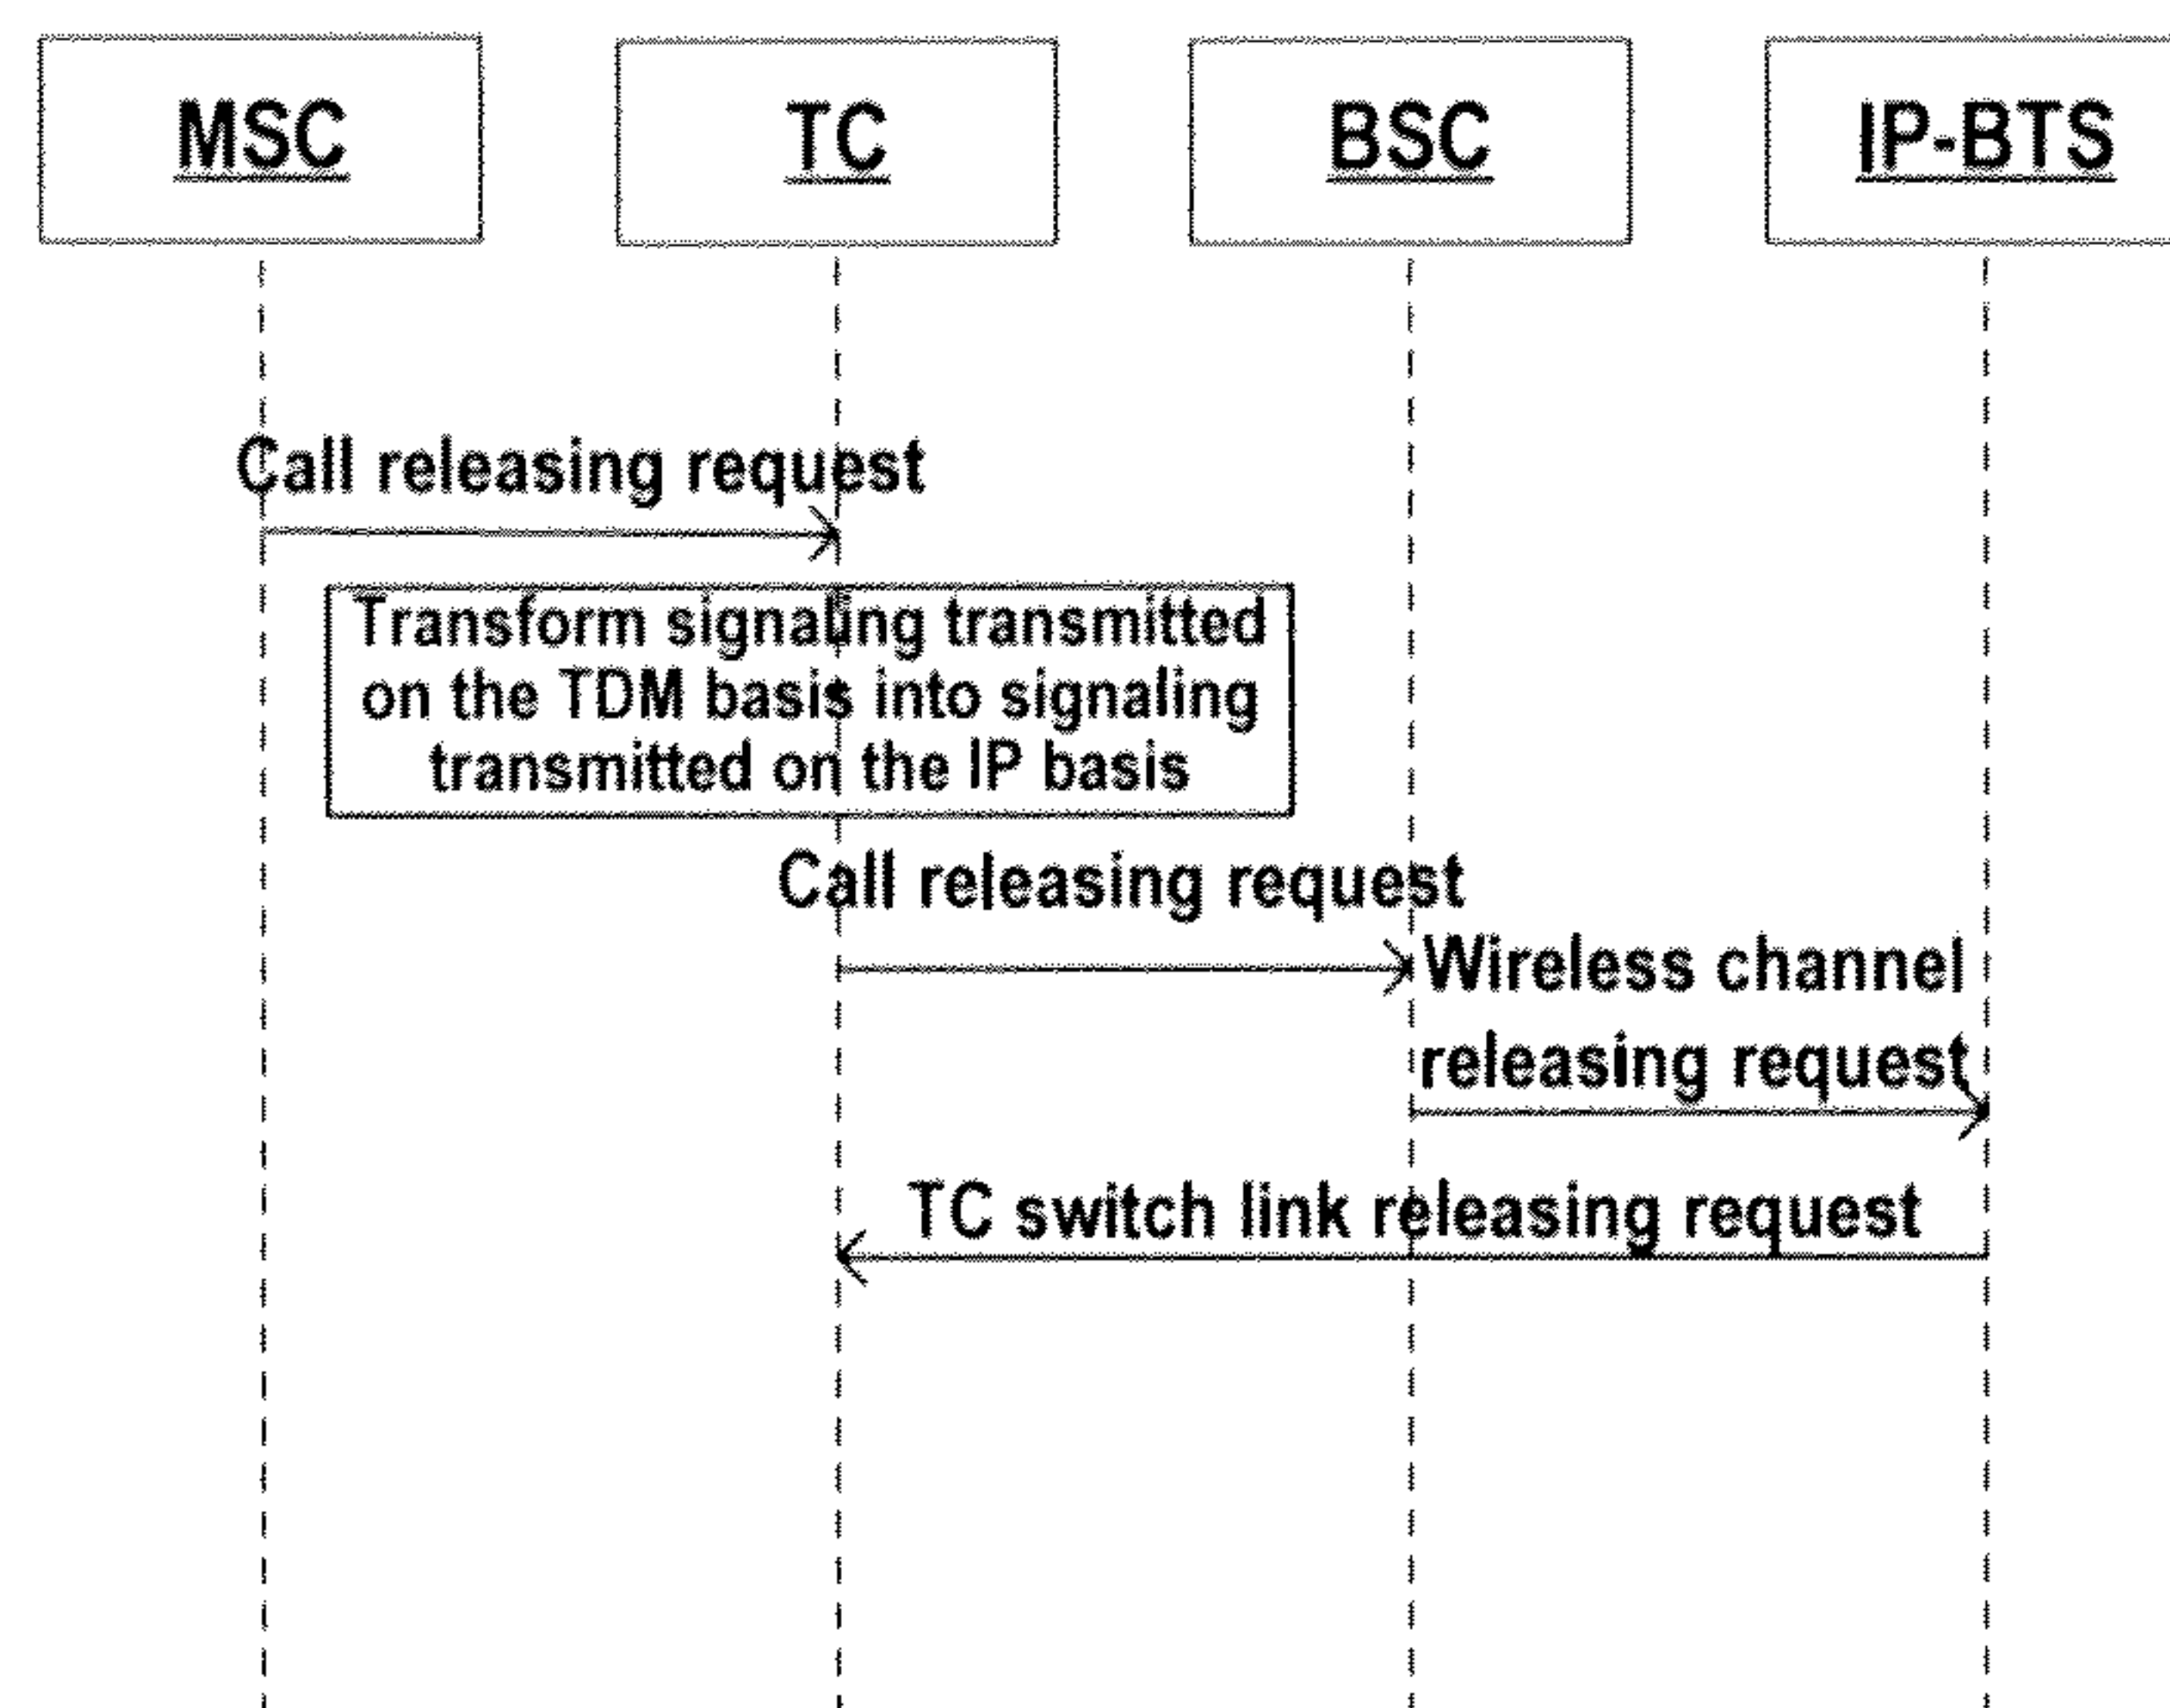 MSC
TC
BSC
IP-BTS
Call releasing request
Transform signaling transmitted
on the TDM basis into signaling
transmitted on the IP basis
Call releasing request
Wireless channel
releasing request
TC switch link releasing request